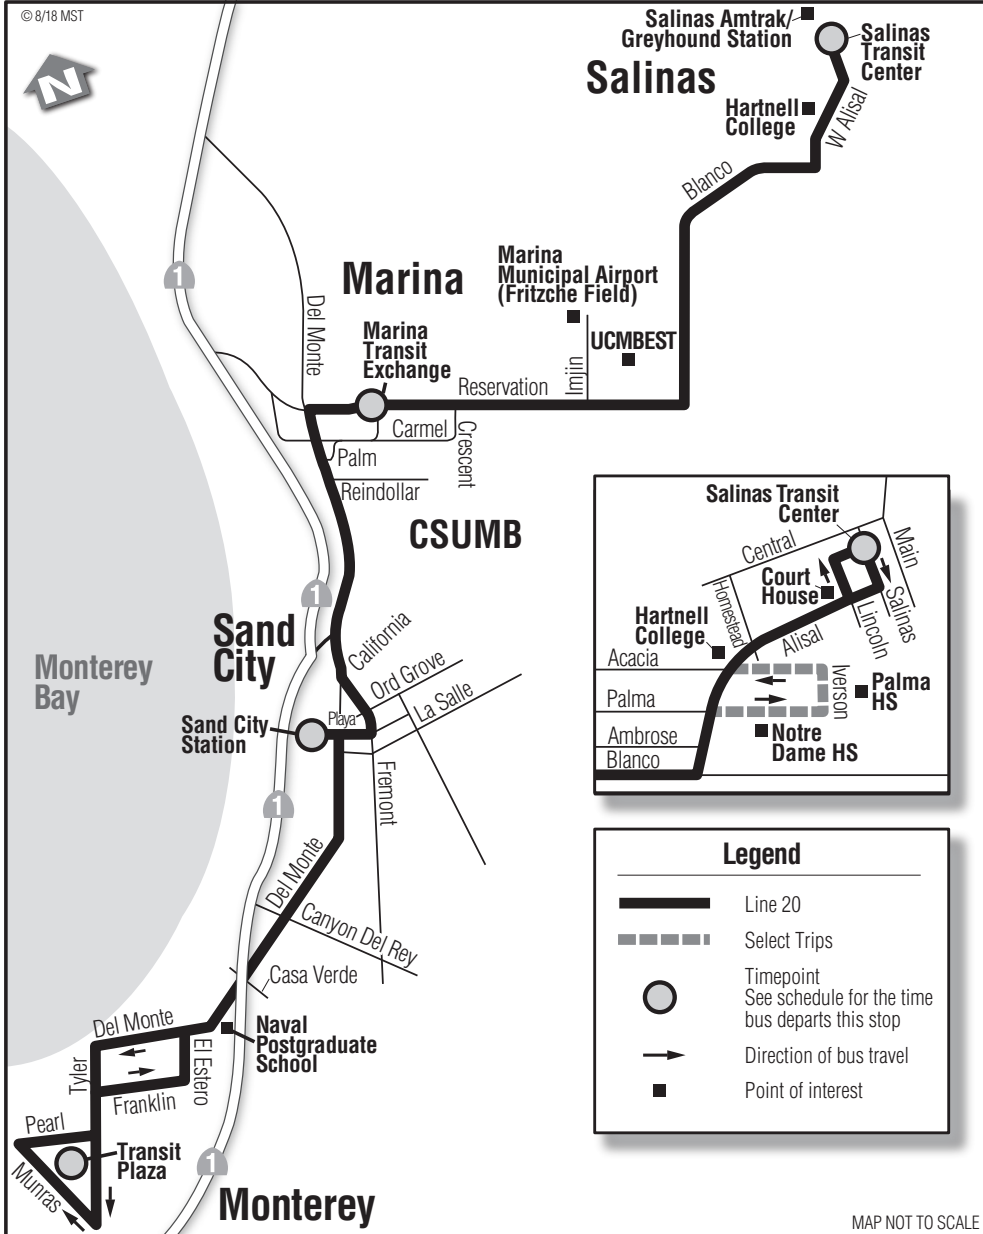 © 8/18 MST
N
Salinas Amtrak/
Greyhound Station
Salinas
Transit
Center
Salinas
Hartnell
College
W Alisal
Blanco
Marina
Municipal Airport
(Fritzche Field)
1
Marina
Del Monte
Marina
Transit
Exchange
UCMBEST
Imjin
Reservation
Carmel
Crescent
Palm
Reindollar
CSUMB
1
Sand
City
California
Monterey
Bay
Ord Grove
La Salle
Playa
Sand City
Station
Fremont
1
Del Monte
Canyon Del Rey
Casa Verde
Del Monte
Naval
Postgraduate
School
El Estero
Tyler
Franklin
Pearl
Transit
Plaza
Munras
1
Monterey
Salinas Transit
Center
Central
Main
Court
House
Homestead
Salinas
Lincoln
Hartnell
College
Alisal
Acacia
Iverson
Palma
HS
Palma
Notre
Dame HS
Ambrose
Blanco
Legend
Line 20
Select Trips
Timepoint
See schedule for the time
bus departs this stop
Direction of bus travel
Point of interest
MAP NOT TO SCALE